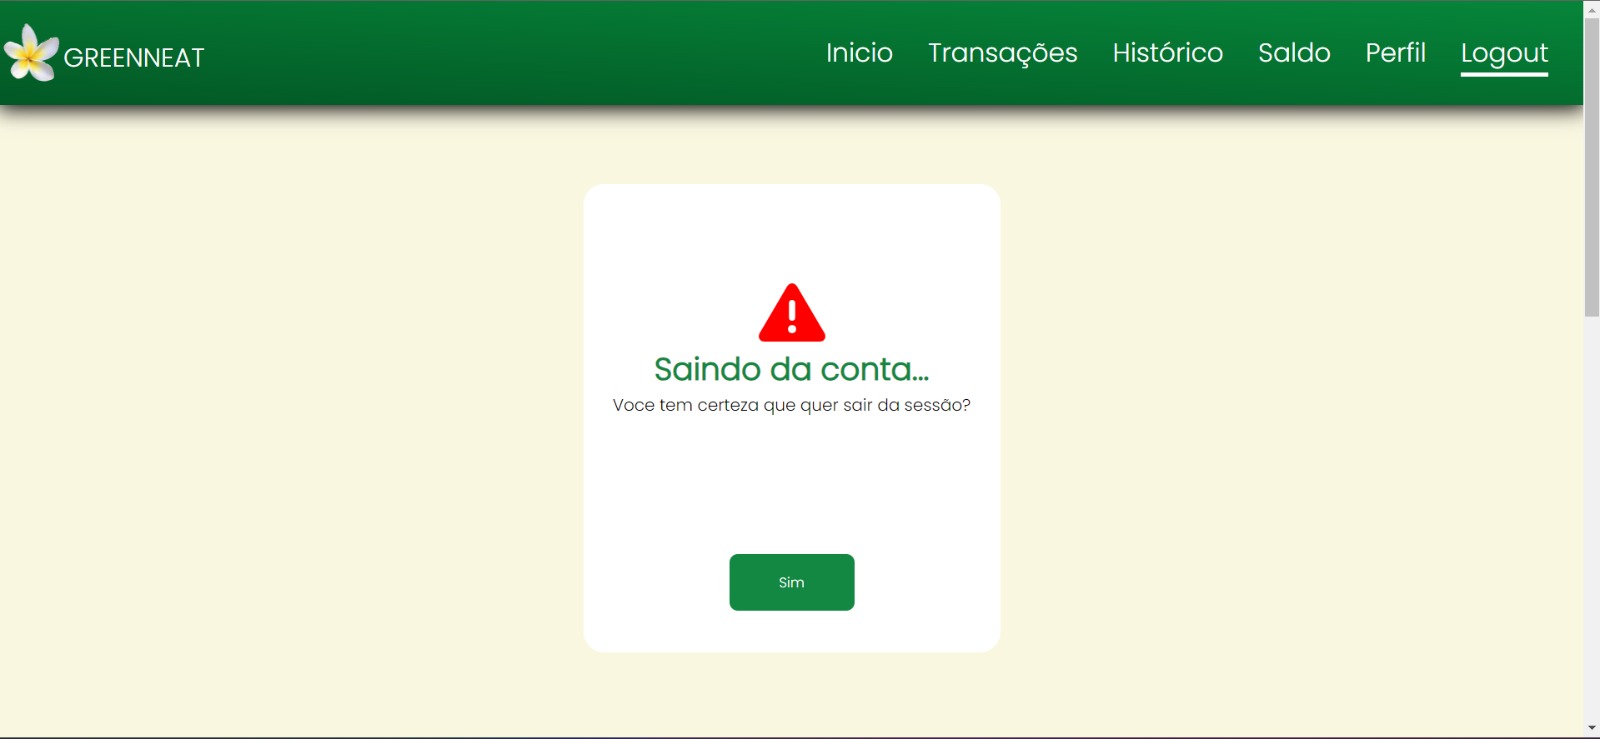 GREENNEAT
Inicio Transações Histórico Saldo Perfil Logout
Saindo da conta...
Voce tem certeza que quer sair da sessão?
Sim